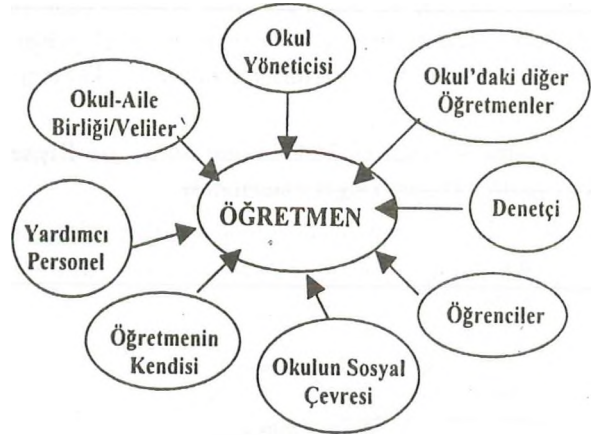 Okul
Yöneticisi
Okul'daki diğer
Öğretmenler
Okul-Aile
Birliği/Veliler
ÖĞRETMEN
Denetçi
Yardımcı
Personel
Öğrenciler
Öğretmenin
Kendisi
Okulun Sosyal
Çevresi